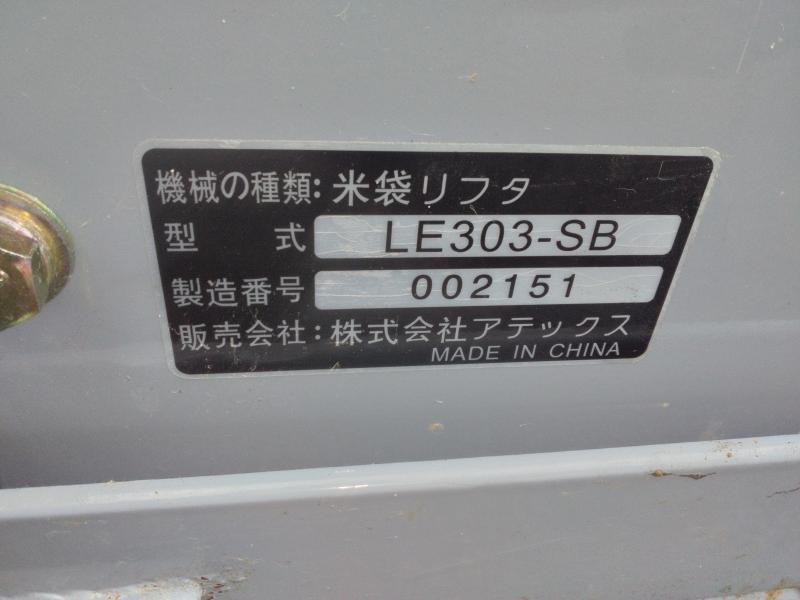 機械の種類：米袋リフタ
型　式 LE303-SB
製造番号 002151
販売会社：株式会社アテックス
MADE IN CHINA